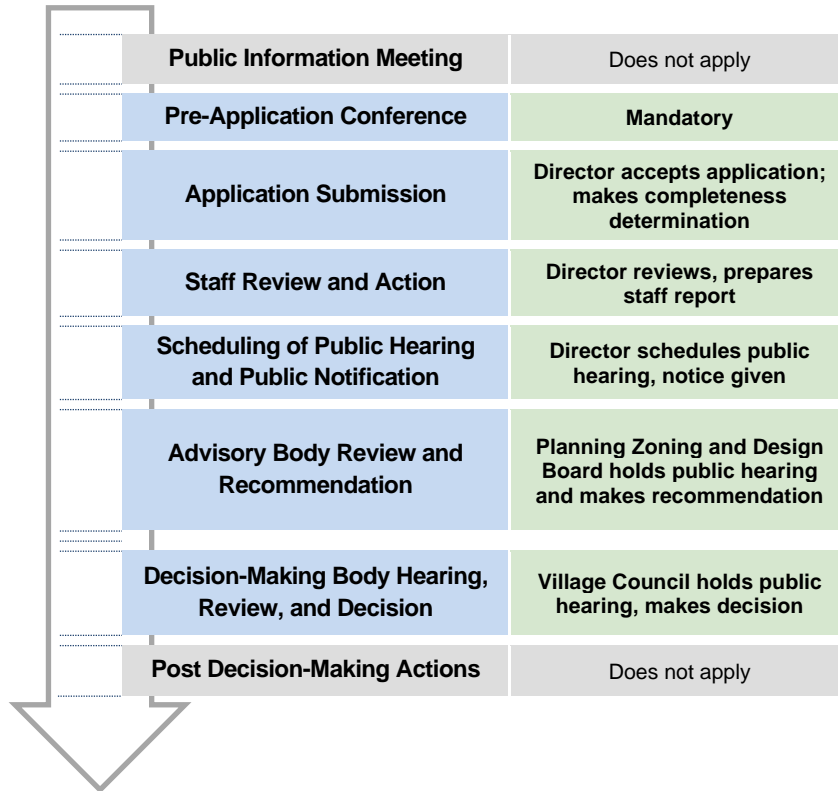 Public Information Meeting
Does not apply
Pre-Application Conference
Mandatory
Application Submission
Director accepts application;
makes completeness
determination
Staff Review and Action
Director reviews, prepares
staff report
Scheduling of Public Hearing
and Public Notification
Director schedules public
hearing, notice given
Advisory Body Review and
Recommendation
Planning Zoning and Design
Board holds public hearing
and makes recommendation
Decision-Making Body Hearing,
Review, and Decision
Village Council holds public
hearing, makes decision
Post Decision-Making Actions
Does not apply